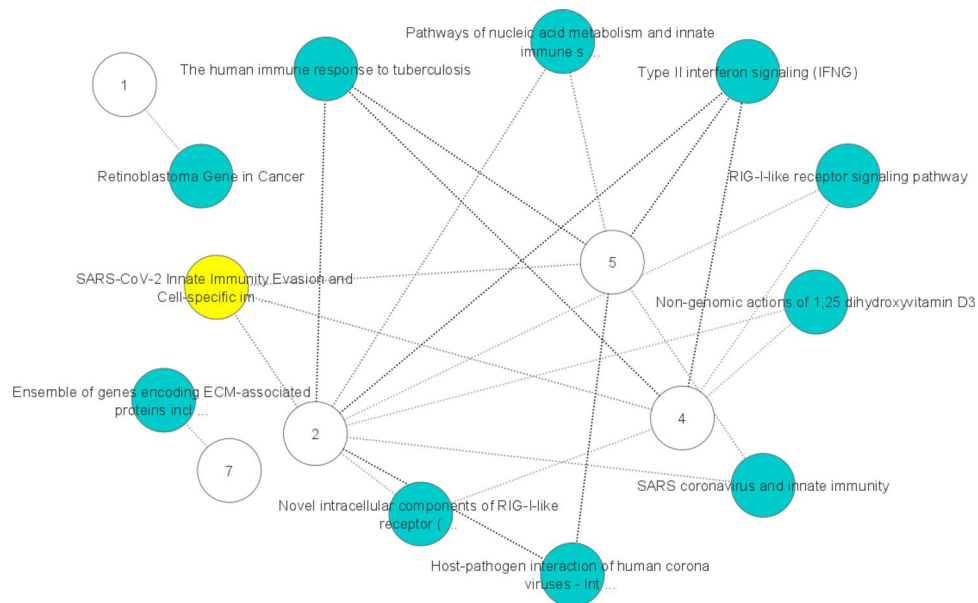 Pathways of nucleic acid metabolism and innate
immune s ...
The human immune response to tuberculosis
Type II interferon signaling (IFNG)
1
Retinoblastoma Gene in Cancer
RIG-I-like receptor signaling pathway
5
SARS-CoV-2 Innate Immunity Evasion and
Cell-specific im ...
Non-genomic actions of 1,25 dihydroxyvitamin D3
Ensemble of genes encoding ECM-associated
proteins incl ...
4
2
7
SARS coronavirus and innate immunity
Novel intracellular components of RIG-I-like
receptor ( ...
Host-pathogen interaction of human corona
viruses - Int ...